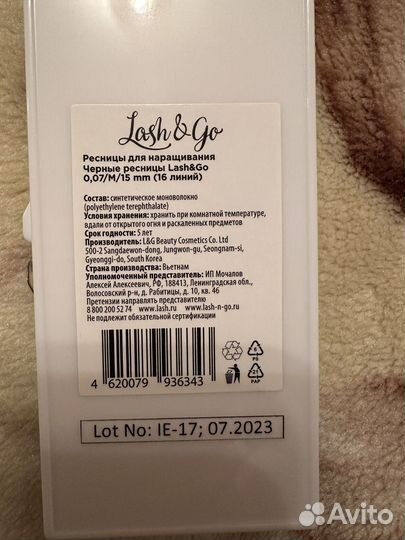 Lash&Go
Ресницы для наращивания
Черные ресницы Lash&Go
0,07/M/15 mm (16 линий)
Состав: синтетическое моноволокно
(polyethylene terephthalate)
Условия хранения: хранить при комнатной температуре,
вдали от открытого огня и раскаленных предметов
Срок годности: 5 лет
Производитель: L&G Beauty Cosmetics Co. Ltd
500-2 Sangdaewon-dong, Jungwon-gu, Seongnam-si,
Gyeonggi-do, South Korea
Страна производства: Вьетнам
Уполномоченный представитель: ИП Мочалов
Алексей Алексеевич, РФ, 188413, Ленинградская обл.,
Волосовский р-н, д. Рабитицы, д. 10, кв. 46
Претензии направлять представителю
8 800 200 52 74 www.lash.ru www.lash-n-go.ru
Не подлежит обязательной сертификации
6
PS
21
PAP
4 620079 936343
Lot No: IE-17; 07.2023
Avito